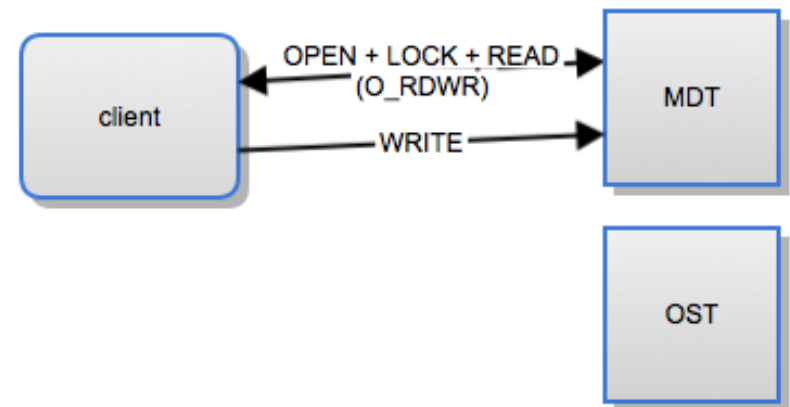 OPEN + LOCK + READ
(O_RDWR)
client
MDT
WRITE
OST